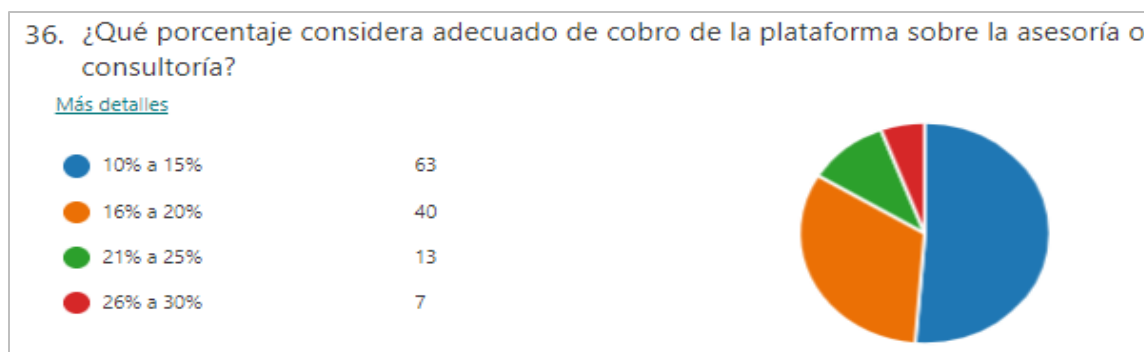 36. ¿Qué porcentaje considera adecuado de cobro de la plataforma sobre la asesoría o
consultoría?
Más detalles
10% a 15% 63
16% a 20% 40
21% a 25% 13
26% a 30% 7